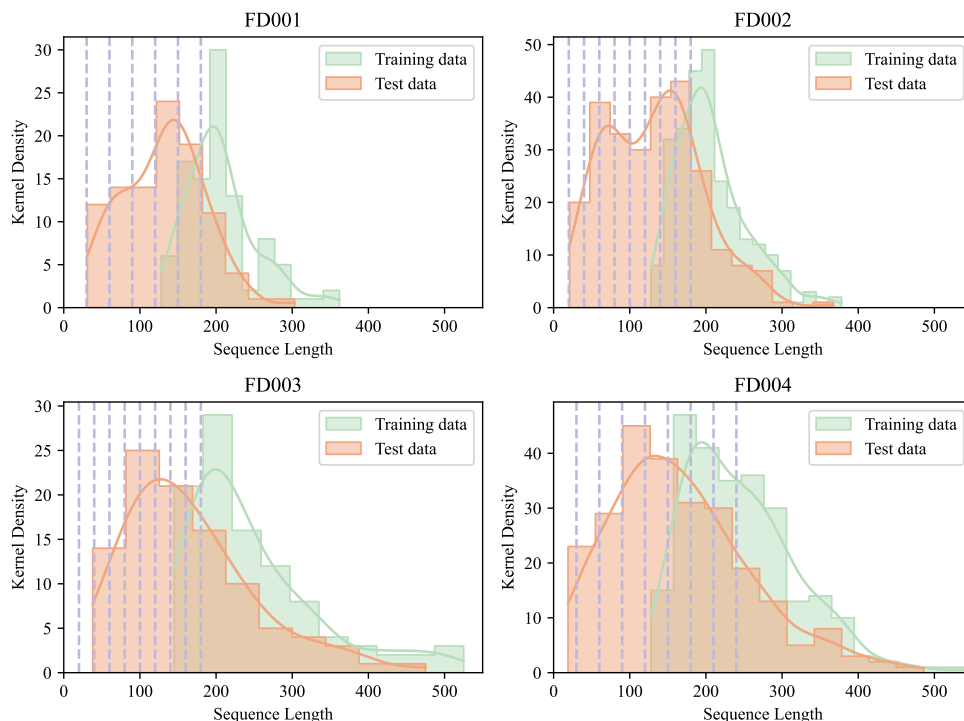 FD001
Kernel Density
30
25
20
15
10
5
0
Training data
Test data
0 100 200 300 400 500
Sequence Length
FD002
Kernel Density
50
40
30
20
10
0
Training data
Test data
0 100 200 300 400 500
Sequence Length
FD003
Kernel Density
30
25
20
15
10
5
0
Training data
Test data
0 100 200 300 400 500
Sequence Length
FD004
Kernel Density
40
30
20
10
0
Training data
Test data
0 100 200 300 400 500
Sequence Length